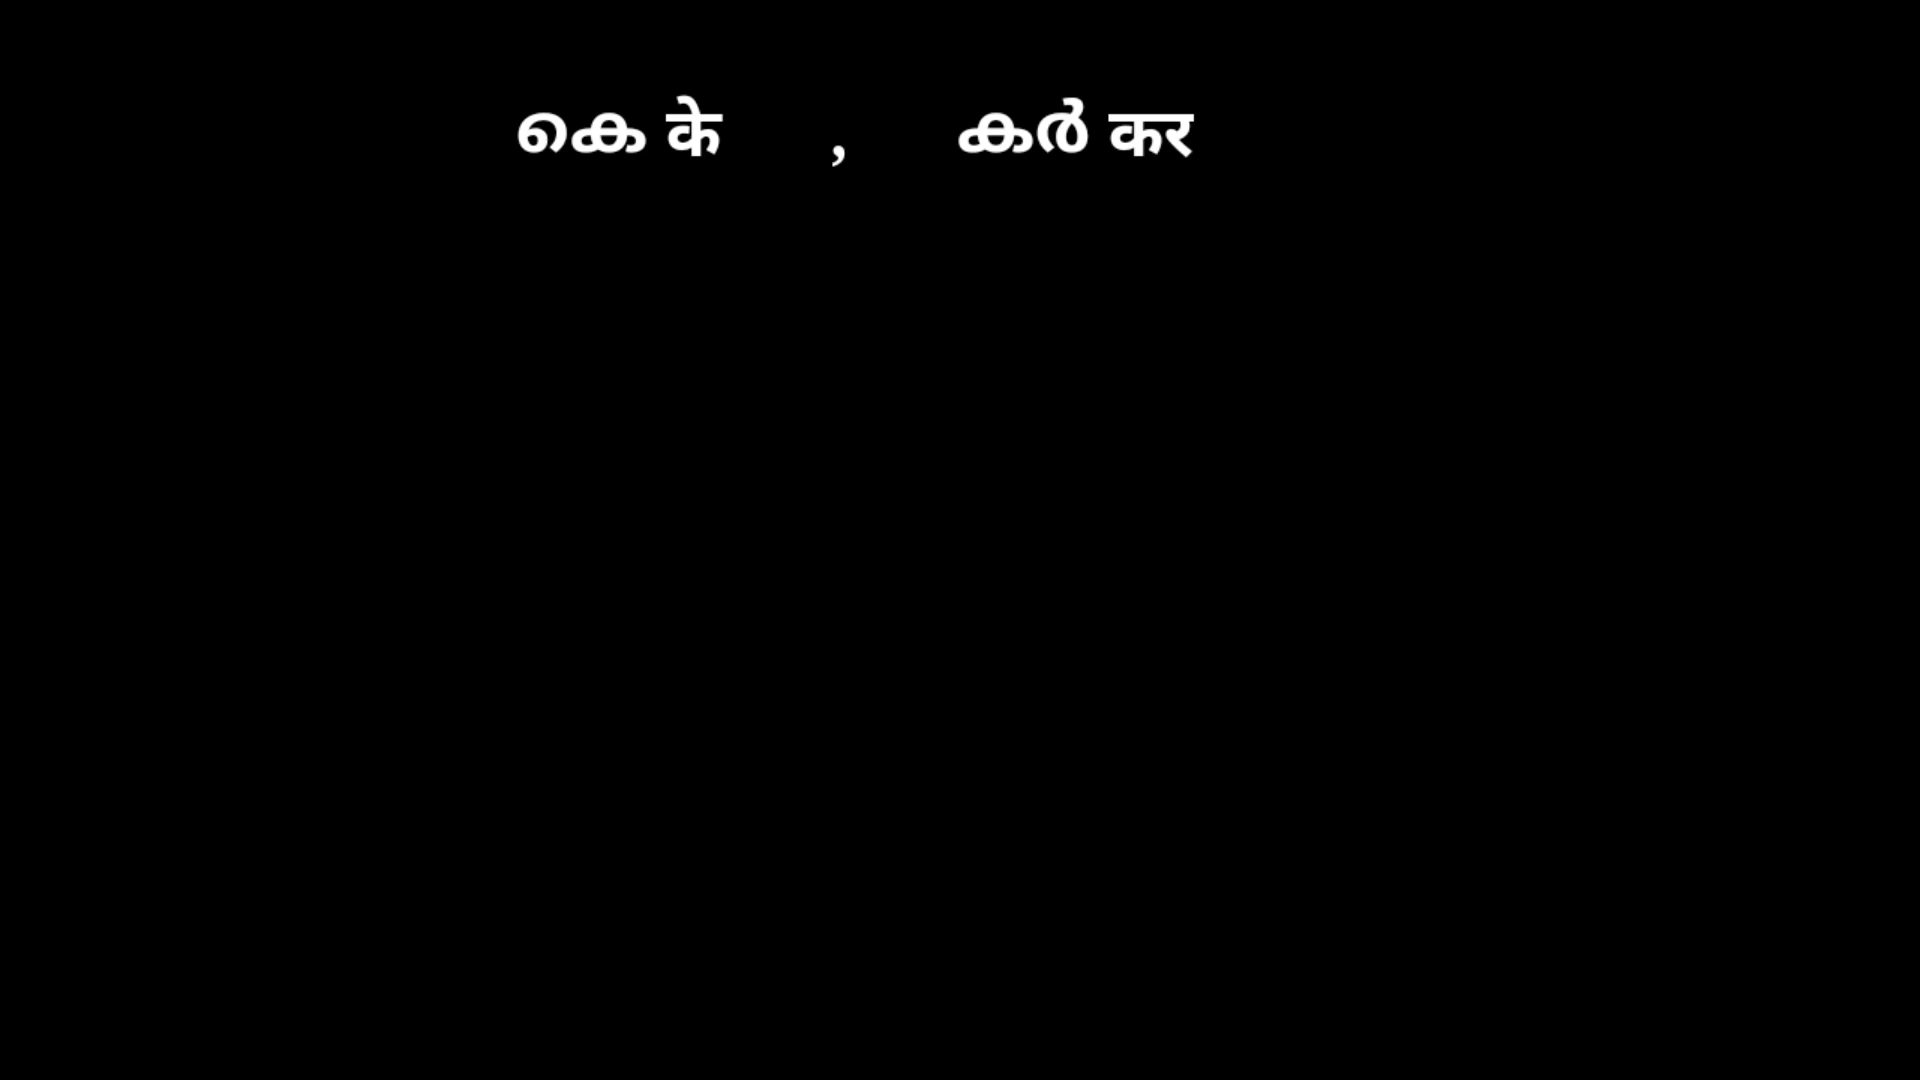 കെ के , കർ कर